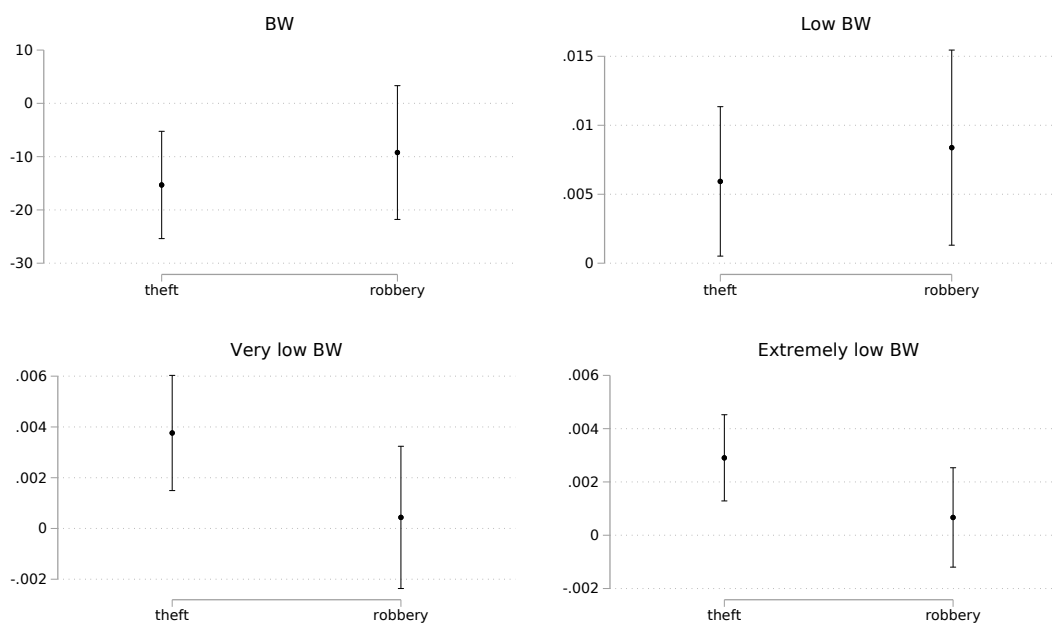 BW
10
0
-10
-20
-30
theft robbery
Low BW
.015
.01
.005
0
theft robbery
Very low BW
.006
.004
.002
0
-.002
theft robbery
Extremely low BW
.006
.004
.002
0
-.002
theft robbery